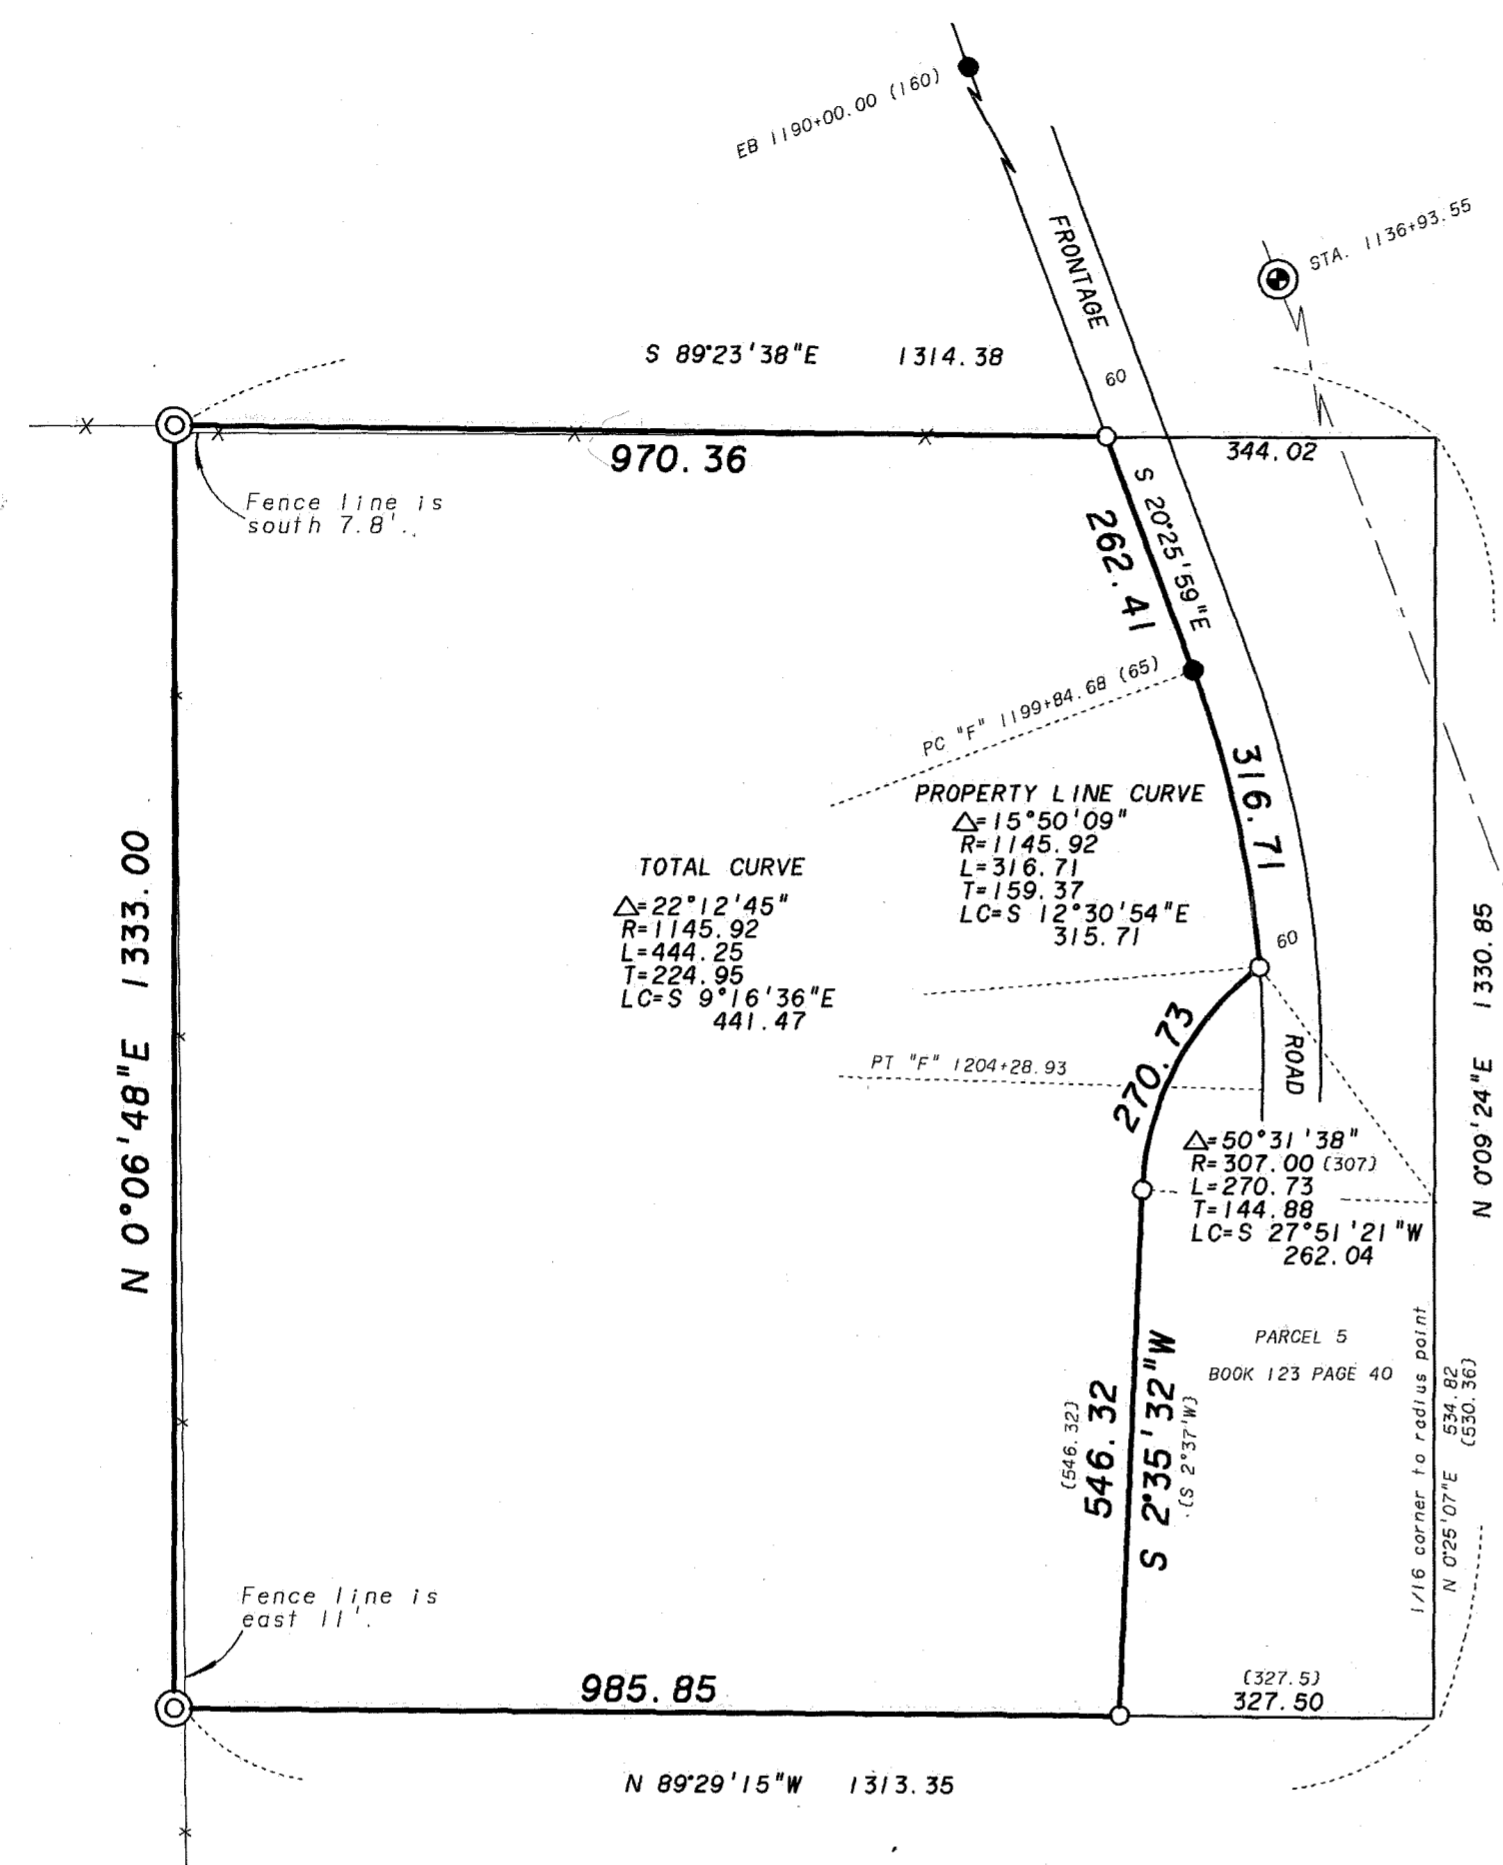 EB 1190+00.00 (160)
STA. 1136+93.55
FRONTAGE
60
S 89°23'38"E 1314.38
970.36
344.02
Fence line is
south 7.8'.
S 20°25'59"E
262.41
PC "F" 1199+84.68 (65)
316.71
PROPERTY LINE CURVE
△=15°50'09"
R=1145.92
L=316.71
T=159.37
LC=S 12°30'54"E
315.71
TOTAL CURVE
△=22°12'45"
R=1145.92
L=444.25
T=224.95
LC=S 9°16'36"E
441.47
N 0°06'48"E 1333.00
60
ROAD
N 0°09'24"E 1330.85
270.73
PT "F" 1204+28.93
△=50°31'38"
R=307.00 (307)
L=270.73
T=144.88
LC=S 27°51'21"W
262.04
PARCEL 5
BOOK 123 PAGE 40
(546.32)
546.32
S 2°35'32"W
(S 2°37'W)
1/16 corner to radius point
N 0°25'07"E 534.82
(530.36)
Fence line is
east 11'.
985.85
(327.5)
327.50
N 89°29'15"W 1313.35